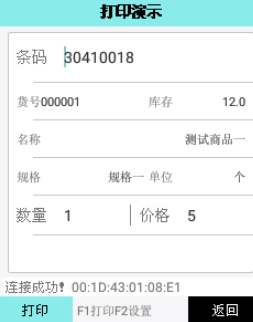 打印演示
条码 30410018
货号000001 库存 12.0
名称 测试商品一
规格 规格一 单位 个
数量 1 价格 5
连接成功! 00:1D:43:01:08:E1
打印 F1打印F2设置 返回